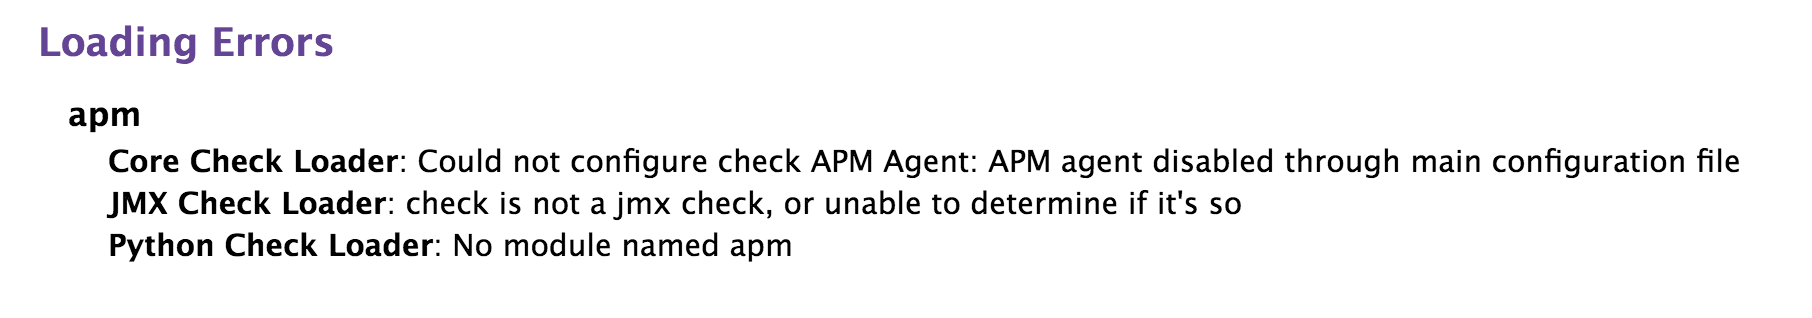 Loading Errors
apm
Core Check Loader: Could not configure check APM Agent: APM agent disabled through main configuration file
JMX Check Loader: check is not a jmx check, or unable to determine if it's so
Python Check Loader: No module named apm